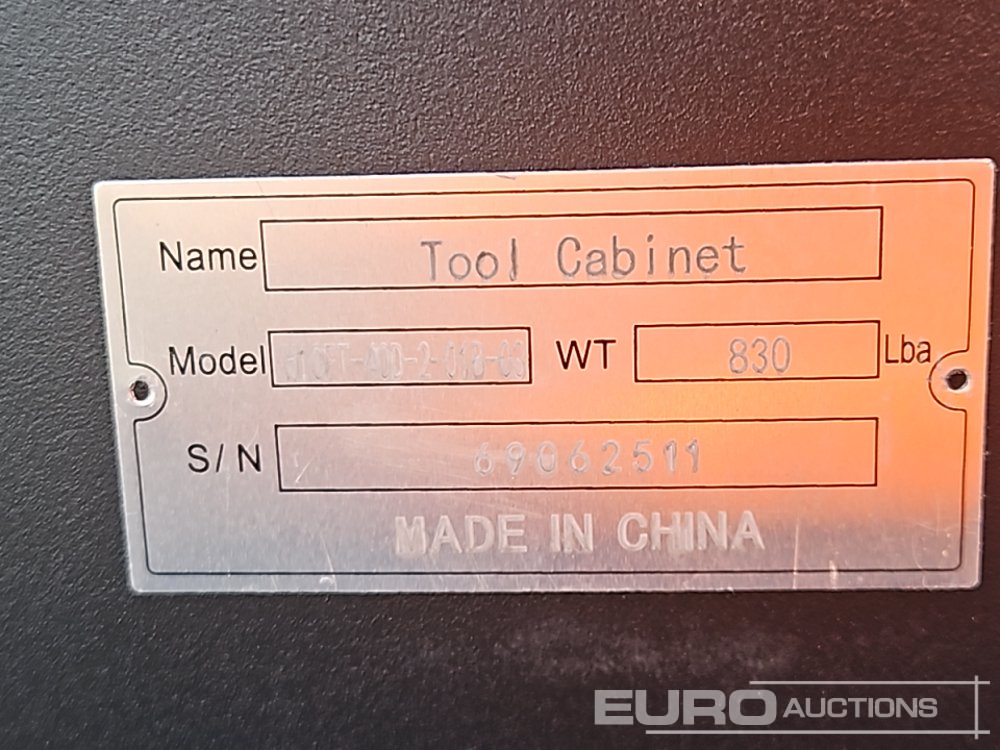 Name Tool Cabinet
Model WT 830 Lba
S/N 69062511
MADE IN CHINA
EURO AUCTIONS